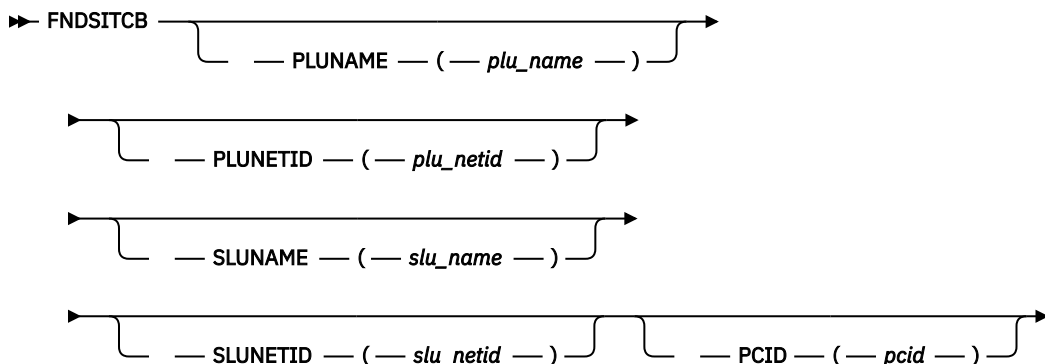 FNDSITCB
PLUNAME ( plu_name )
PLUNETID ( plu_netid )
SLUNAME ( slu_name )
SLUNETID ( slu_netid ) PCID ( pcid )